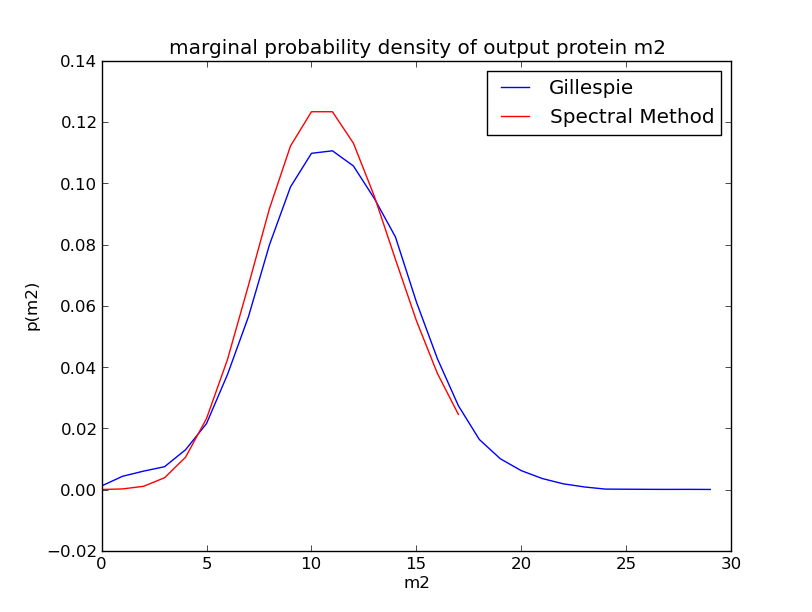 marginal probability density of output protein m2
0.14
0.12
0.10
0.08
0.06
0.04
0.02
0.00
−0.02
p(m2)
Gillespie
Spectral Method
0 5 10 15 20 25 30
m2